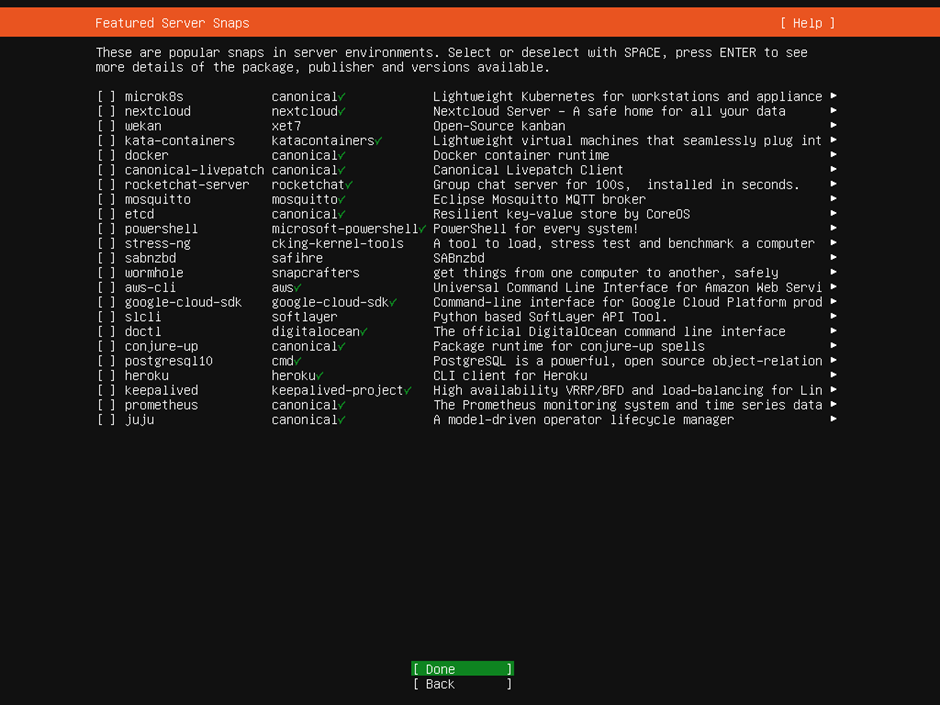 Featured Server Snaps [ Help ]
These are popular snaps in server environments. Select or deselect with SPACE, press ENTER to see
more details of the package, publisher and versions available.
[ ] microk8s canonical✓ Lightweight Kubernetes for workstations and appliance ▸
[ ] nextcloud nextcloud✓ Nextcloud Server - A safe home for all your data ▸
[ ] wekan xet7 Open-Source kanban ▸
[ ] kata-containers katacontainers✓ Lightweight virtual machines that seamlessly plug int ▸
[ ] docker canonical✓ Docker container runtime ▸
[ ] canonical-livepatch canonical✓ Canonical Livepatch Client ▸
[ ] rocketchat-server rocketchat✓ Group chat server for 100s,  installed in seconds. ▸
[ ] mosquitto mosquitto✓ Eclipse Mosquitto MQTT broker ▸
[ ] etcd canonical✓ Resilient key-value store by CoreOS ▸
[ ] powershell microsoft-powershell✓ PowerShell for every system! ▸
[ ] stress-ng cking-kernel-tools A tool to load, stress test and benchmark a computer ▸
[ ] sabnzbd safihre SABnzbd ▸
[ ] wormhole snapcrafters get things from one computer to another, safely ▸
[ ] aws-cli aws✓ Universal Command Line Interface for Amazon Web Servi ▸
[ ] google-cloud-sdk google-cloud-sdk✓ Command-line interface for Google Cloud Platform prod ▸
[ ] slcli softlayer Python based SoftLayer API Tool. ▸
[ ] doctl digitalocean✓ The official DigitalOcean command line interface ▸
[ ] conjure-up canonical✓ Package runtime for conjure-up spells ▸
[ ] postgresql10 cmd✓ PostgreSQL is a powerful, open source object-relation ▸
[ ] heroku heroku✓ CLI client for Heroku ▸
[ ] keepalived keepalived-project✓ High availability VRRP/BFD and load-balancing for Lin ▸
[ ] prometheus canonical✓ The Prometheus monitoring system and time series data ▸
[ ] juju canonical✓ A model-driven operator lifecycle manager ▸
[ Done ]
[ Back ]